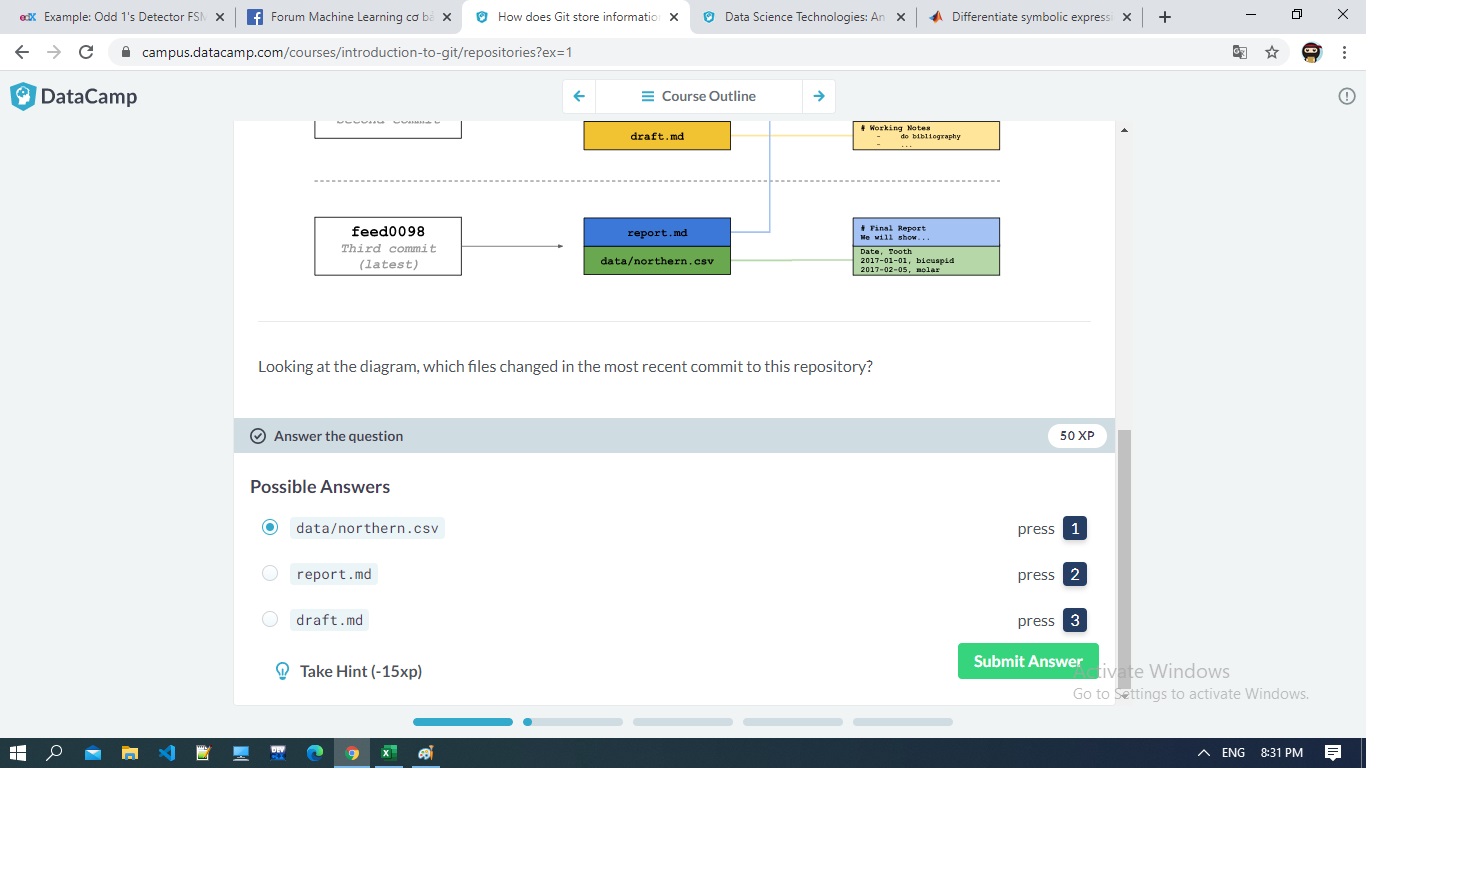 Example: Odd 1's Detector FSM
Forum Machine Learning cơ bả
How does Git store informatio
Data Science Technologies: An
Differentiate symbolic expressi
campus.datacamp.com/courses/introduction-to-git/repositories?ex=1
DataCamp
Course Outline
Second commit
draft.md
# Working Notes
- do bibliography
- ...
feed0098
Third commit
(latest)
report.md
data/northern.csv
# Final Report
We will show...
Date, Tooth
2017-01-01, bicuspid
2017-02-05, molar
Looking at the diagram, which files changed in the most recent commit to this repository?
Answer the question
50 XP
Possible Answers
data/northern.csv press 1
report.md press 2
draft.md press 3
Take Hint (-15xp)
Submit Answer
Activate Windows
Go to Settings to activate Windows.
ENG 8:31 PM